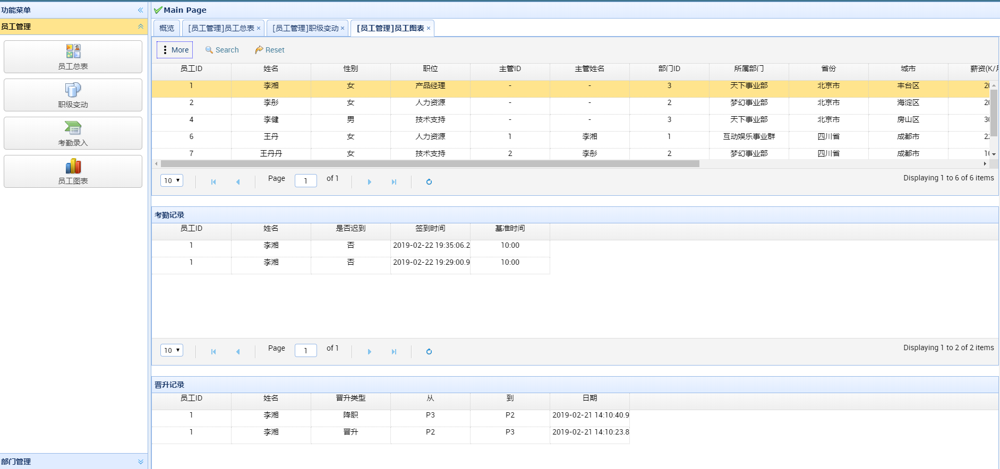 功能菜单
员工管理
员工总表
职级变动
考勤录入
员工图表
部门管理
Main Page
概览 [员工管理]员工总表 × [员工管理]职级变动 × [员工管理]员工图表 ×
More Search Reset
员工ID 姓名 性别 职位 主管ID 主管姓名 部门ID 所属部门 省份 城市 薪资(K/
1 李湘 女 产品经理 - - 3 天下事业部 北京市 丰台区
2 李彤 女 人力资源 - - 2 梦幻事业部 北京市 海淀区
4 李健 男 技术支持 - - 3 天下事业部 北京市 房山区
6 王丹 女 人力资源 1 李湘 1 互动娱乐事业群 四川省 成都市
7 王丹丹 女 技术支持 2 李彤 2 梦幻事业部 四川省 成都市
10 Page 1 of 1 Displaying 1 to 6 of 6 items
考勤记录
员工ID 姓名 是否迟到 签到时间 基准时间
1 李湘 否 2019-02-22 19:35:06.2 10:00
1 李湘 否 2019-02-22 19:29:00.9 10:00
10 Page 1 of 1 Displaying 1 to 2 of 2 items
晋升记录
员工ID 姓名 晋升类型 从 到 日期
1 李湘 降职 P3 P2 2019-02-21 14:10:40.9
1 李湘 晋升 P2 P3 2019-02-21 14:10:23.8